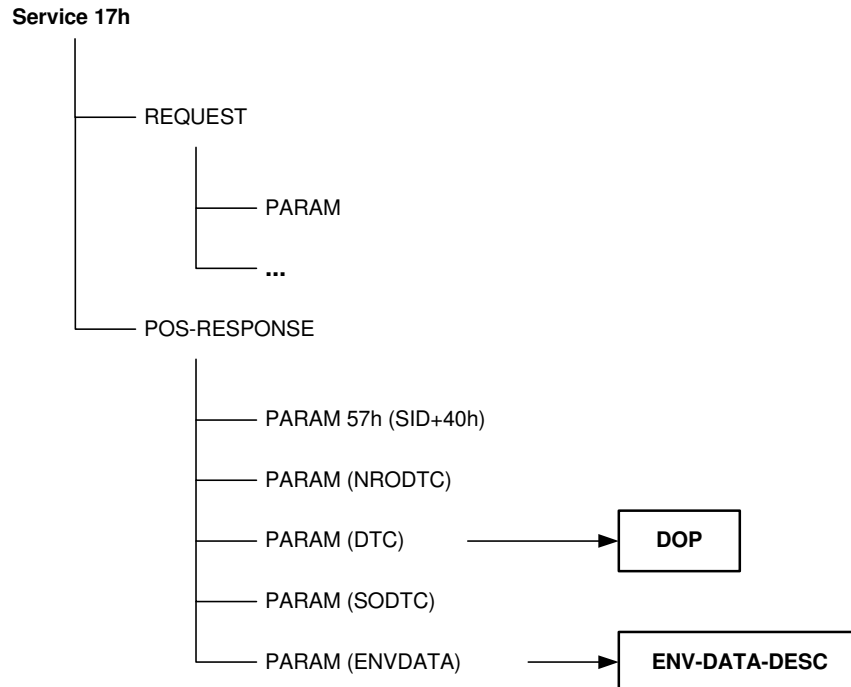 Service 17h
REQUEST
PARAM
...
POS-RESPONSE
PARAM 57h (SID+40h)
PARAM (NRODTC)
PARAM (DTC)
DOP
PARAM (SODTC)
PARAM (ENVDATA)
ENV-DATA-DESC